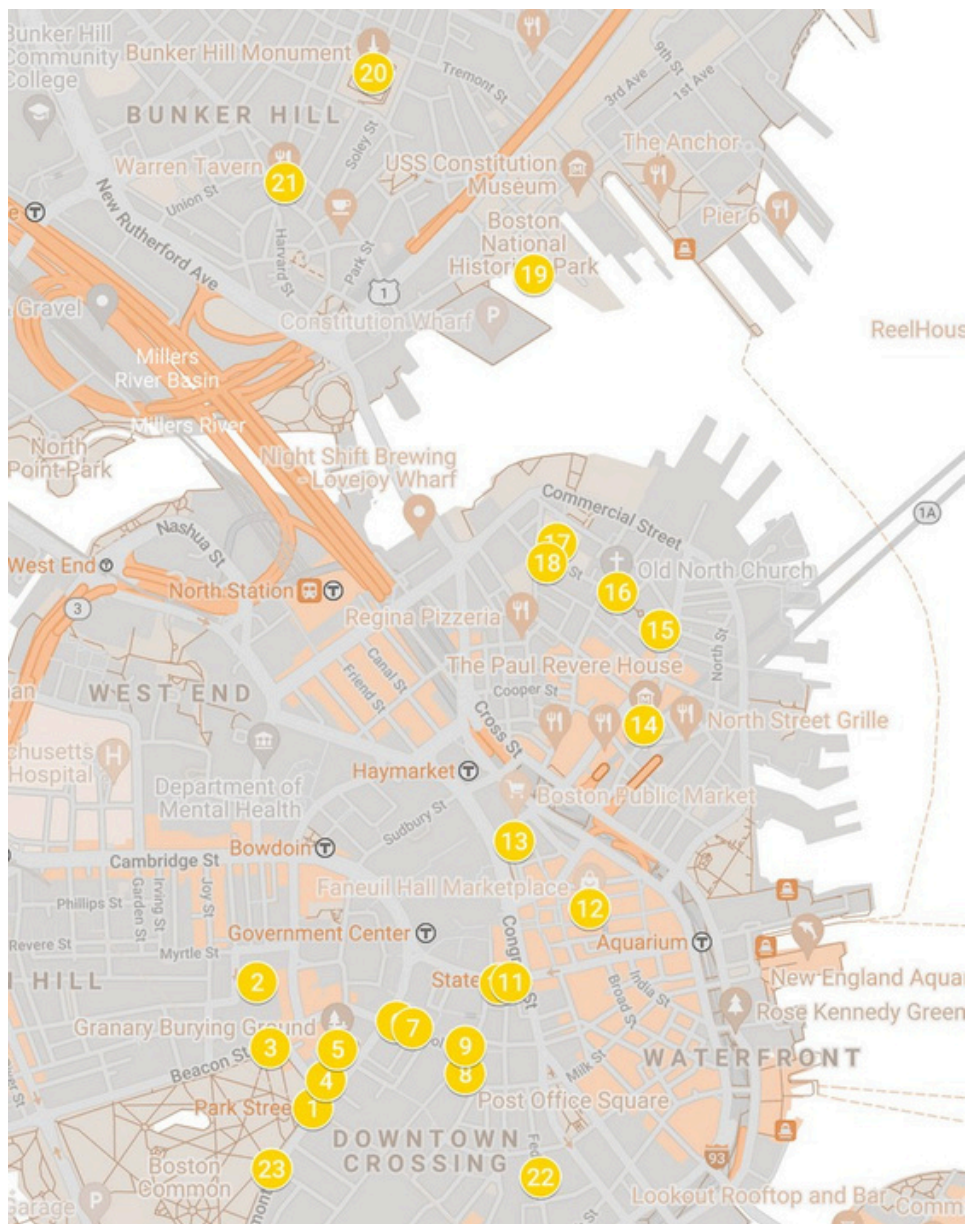 Bunker Hill
Community
College
Bunker Hill Monument
20
Tremont St
9th St
3rd Ave
1st Ave
BUNKER HILL
Soley St
The Anchor
Warren Tavern
21
USS Constitution
Museum
Union St
Pier 6
T
New Rutherford Ave
Harvard St
Park St
Boston
National
Park
19
1
Gravel
Constitution Wharf
P
ReelHous
Millers
River Basin
Millers River
North
Point Park
Night Shift Brewing
- Lovejoy Wharf
Commercial Street
1A
Nashua St
17
18
St
Old North Church
West End
T
16
North Station
T
3
Regina Pizzeria
15
North St
Canal St
The Paul Revere House
Friend St
Cooper St
WEST END
14
North Street Grille
Cross St
chusetts
Hospital
H
Haymarket
T
Department of
Mental Health
Boston Public Market
Sudbury St
13
Bowdoin
T
Cambridge St
Faneuil Hall Marketplace
Irving St
Garden St
Joy St
Phillips St
12
Government Center
T
Revere St
Aquarium
T
Myrtle St
State
11
HILL
2
India St
Broad St
New England Aqua
Granary Burying Ground
7
Rose Kennedy Green
3
5
9
Beacon St
Milk St
WATERFRONT
4
8
Park Street
1
Post Office Square
DOWNTOWN
CROSSING
93
Boston
Common
23
22
Garage
P
Lookout Rooftop and Bar